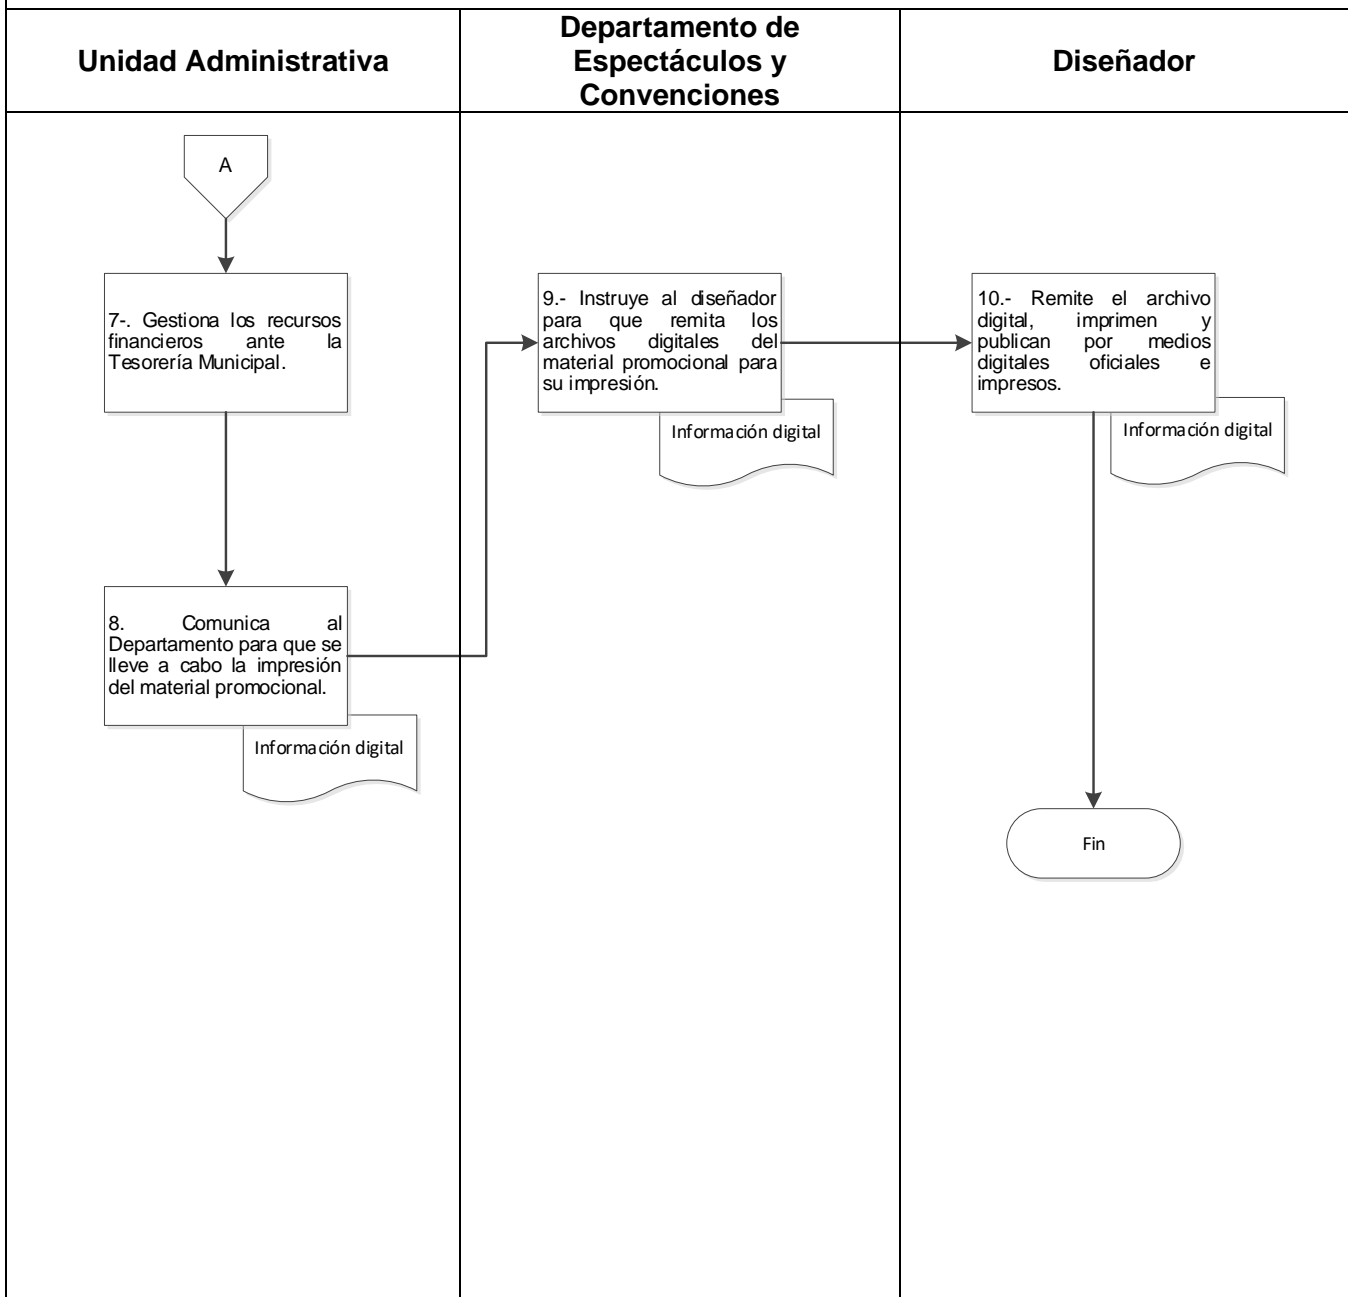 Unidad Administrativa
Departamento de
Espectáculos y
Convenciones
Diseñador
A
7-. Gestiona los recursos
financieros ante la
Tesorería Municipal.
8. Comunica al
Departamento para que se
lleve a cabo la impresión
del material promocional.
Información digital
9.- Instruye al diseñador
para que remita los
archivos digitales del
material promocional para
su impresión.
Información digital
10.- Remite el archivo
digital, imprimen y
publican por medios
digitales oficiales e
impresos.
Información digital
Fin